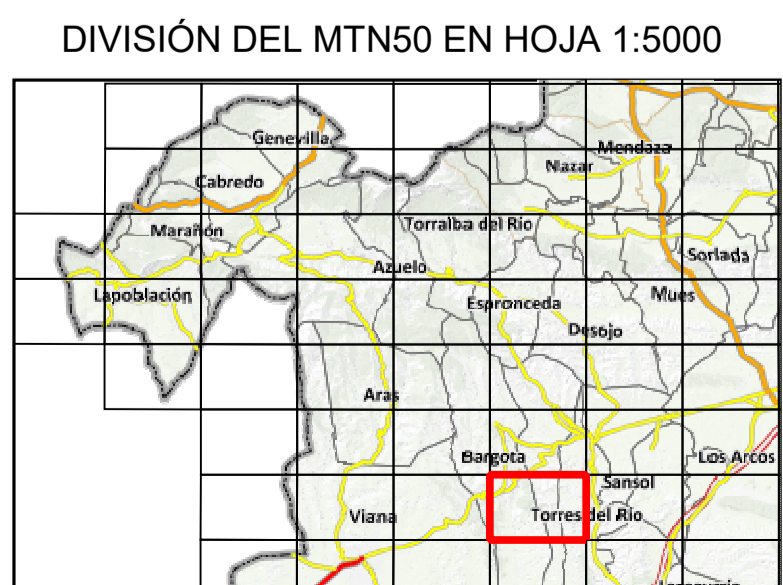 DIVISIÓN DEL MTN50 EN HOJA 1:5000
Genevilla
Mendaza
Nazar
Cabredo
Torralba del Río
Marañón
Sorlada
Azuelo
Lapoblación
Mues
Espronceda
Desojo
Aras
Bargota
Los Arcos
Sansol
Viana
Torres del Río